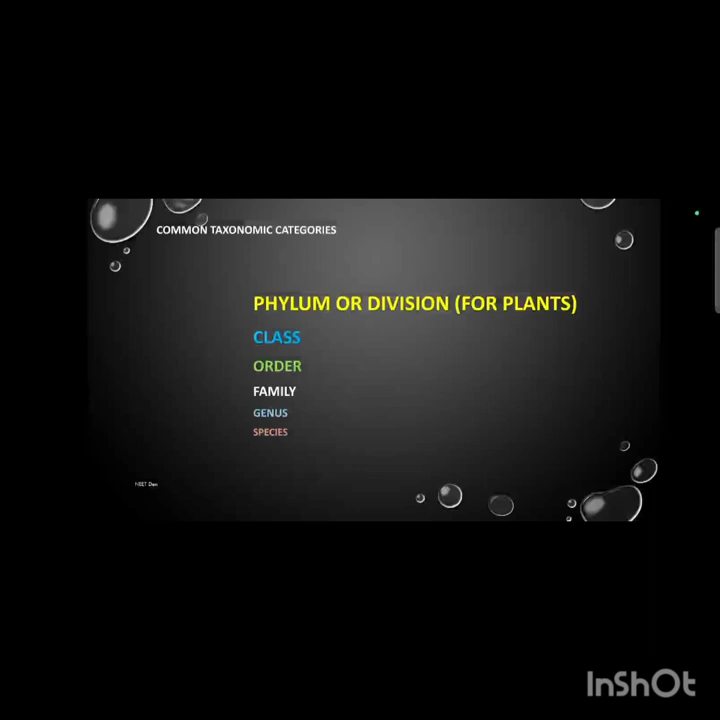 COMMON TAXONOMIC CATEGORIES
PHYLUM OR DIVISION (FOR PLANTS)
CLASS
ORDER
FAMILY
GENUS
SPECIES
InShOt